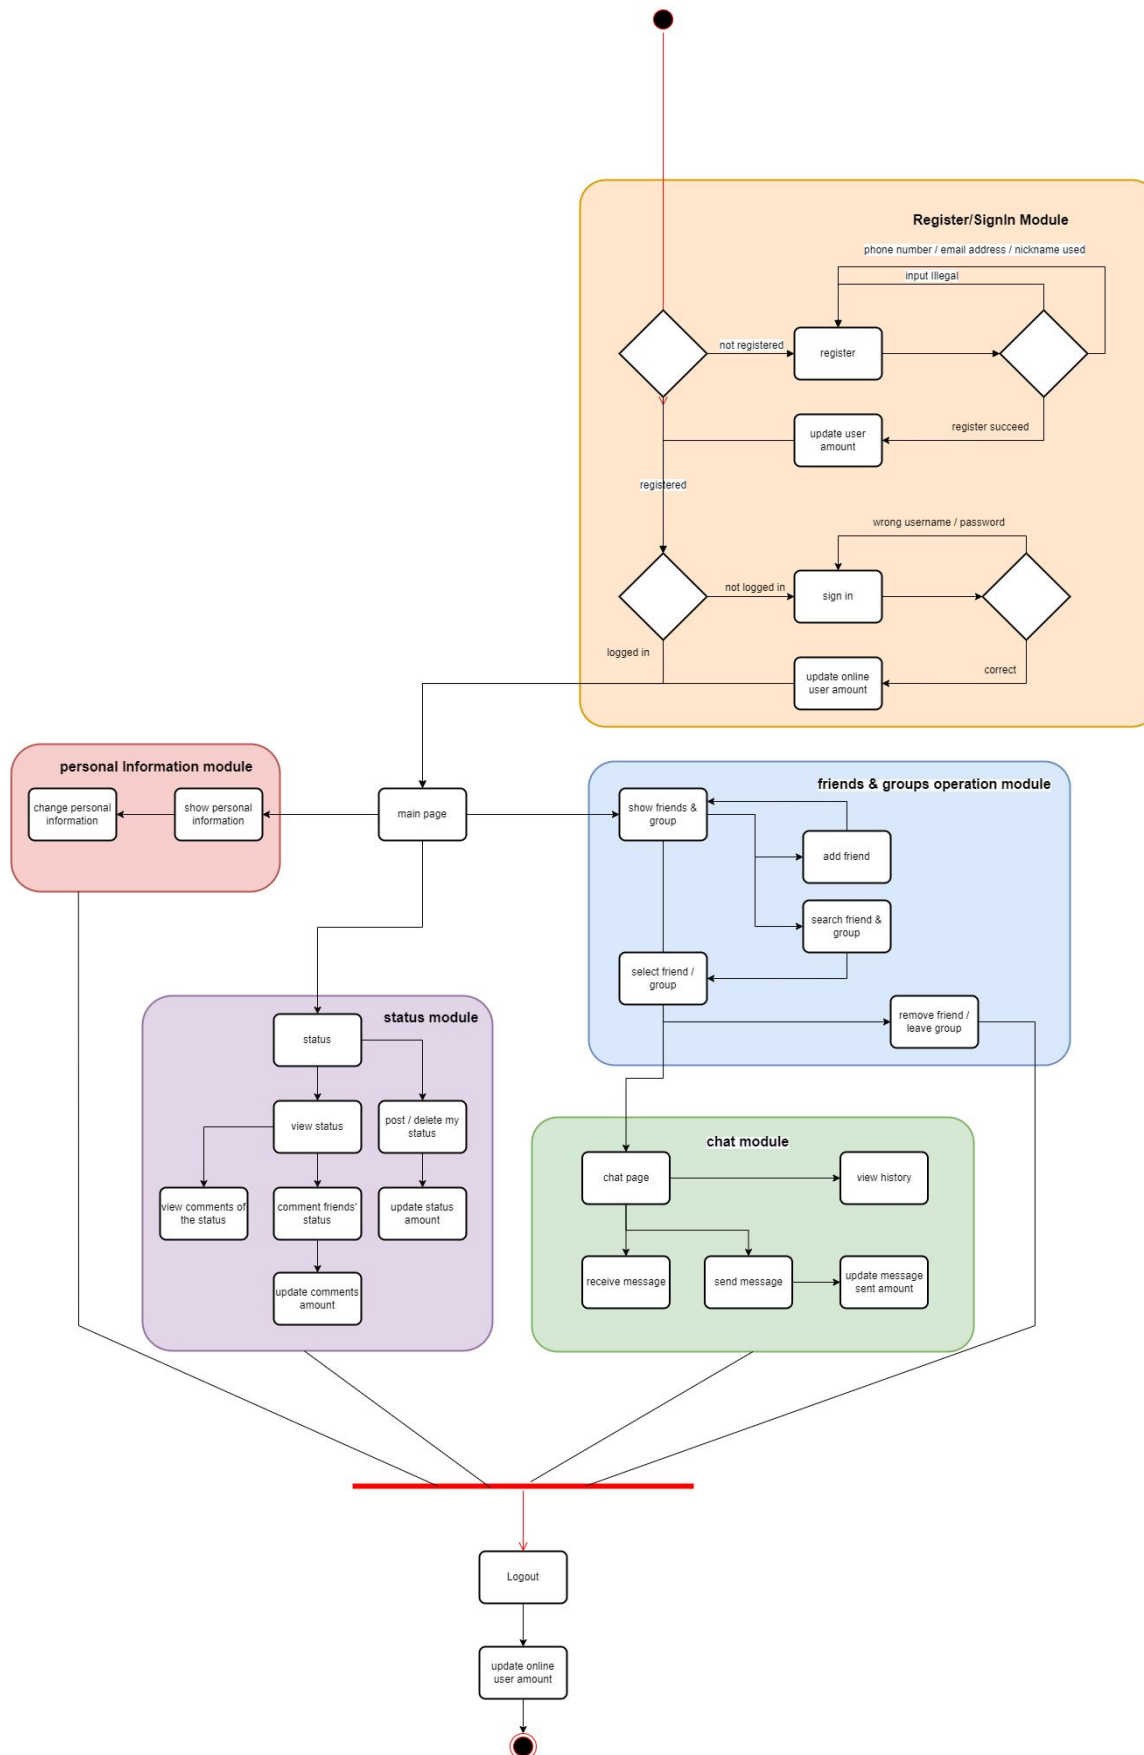 Register/SignIn Module
phone number / email address / nickname used
input Illegal
not registered
register
update user
amount
register succeed
registered
wrong username / password
not logged in
sign in
logged in
update online
user amount
correct
personal Information module
change personal
information
show personal
information
main page
friends & groups operation module
show friends &
group
add friend
search friend &
group
select friend /
group
remove friend /
leave group
status module
status
view status
post / delete my
status
view comments of
the status
comment friends'
status
update status
amount
update comments
amount
chat module
chat page
view history
receive message
send message
update message
sent amount
Logout
update online
user amount